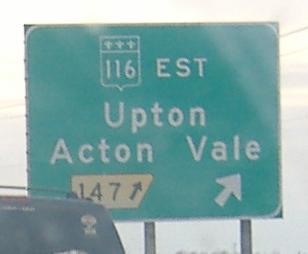 116 EST
Upton
Acton Vale
147